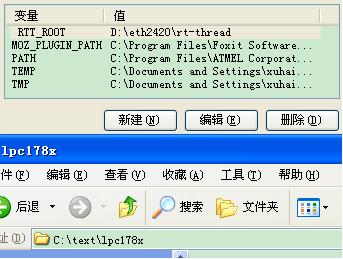 变量 值
RTT_ROOT D:\eth2420\rt-thread
MOZ_PLUGIN_PATH C:\Program Files\Foxit Software...
PATH C:\Program Files\ATMEL Corporat...
TEMP C:\Documents and Settings\xuhai...
TMP C:\Documents and Settings\xuhai...
新建(N) 编辑(E) 删除(D)
lpc178x
件(F) 编辑(E) 查看(V) 收藏(A) 工具(T) 帮助(H)
后退 搜索 文件夹
址(D) C:\text\lpc178x